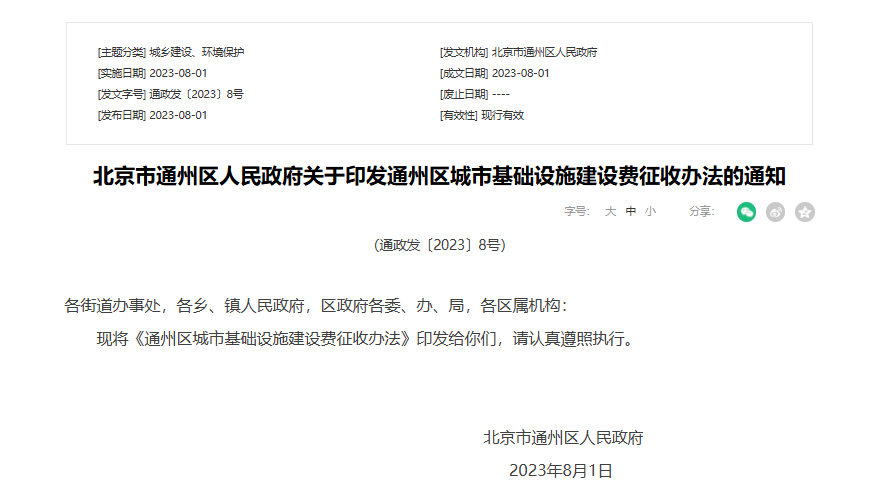 [主题分类] 城乡建设、环境保护
[发文机构] 北京市通州区人民政府
[实施日期] 2023-08-01
[成文日期] 2023-08-01
[发文字号] 通政发〔2023〕8号
[废止日期] ----
[发布日期] 2023-08-01
[有效性] 现行有效
北京市通州区人民政府关于印发通州区城市基础设施建设费征收办法的通知
字号： 大 中 小 分享：
（通政发〔2023〕8号）
各街道办事处，各乡、镇人民政府，区政府各委、办、局，各区属机构：
现将《通州区城市基础设施建设费征收办法》印发给你们，请认真遵照执行。
北京市通州区人民政府
2023年8月1日